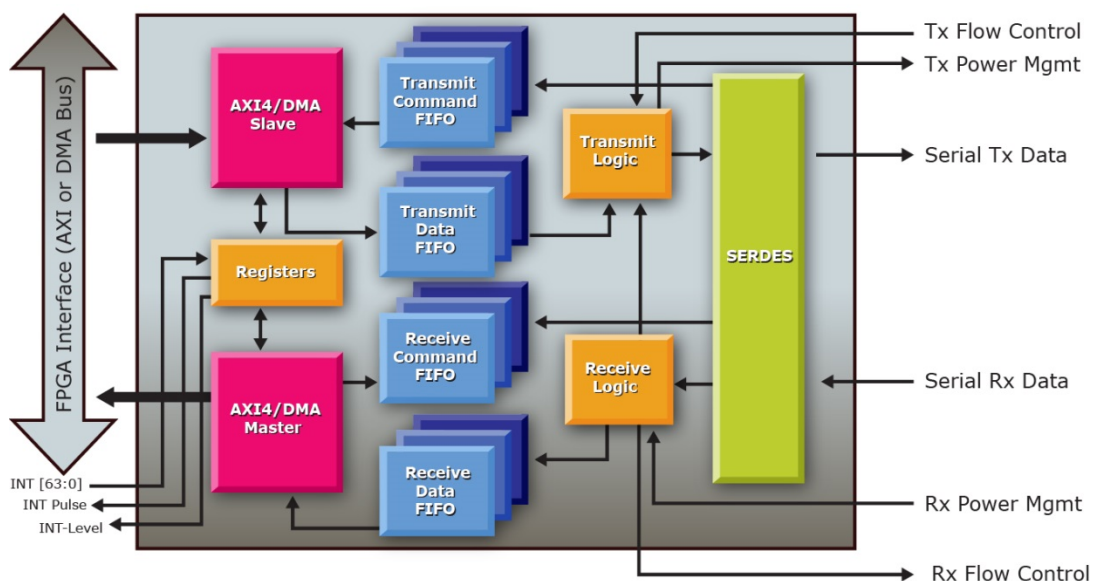 FPGA Interface (AXI or DMA Bus)
AXI4/DMA
Slave
Transmit
Command
FIFO
Transmit
Data
FIFO
Transmit
Logic
Registers
SERDES
Receive
Command
FIFO
Receive
Logic
AXI4/DMA
Master
Receive
Data
FIFO
Tx Flow Control
Tx Power Mgmt
Serial Tx Data
Serial Rx Data
Rx Power Mgmt
Rx Flow Control
INT [63:0]
INT Pulse
INT-Level